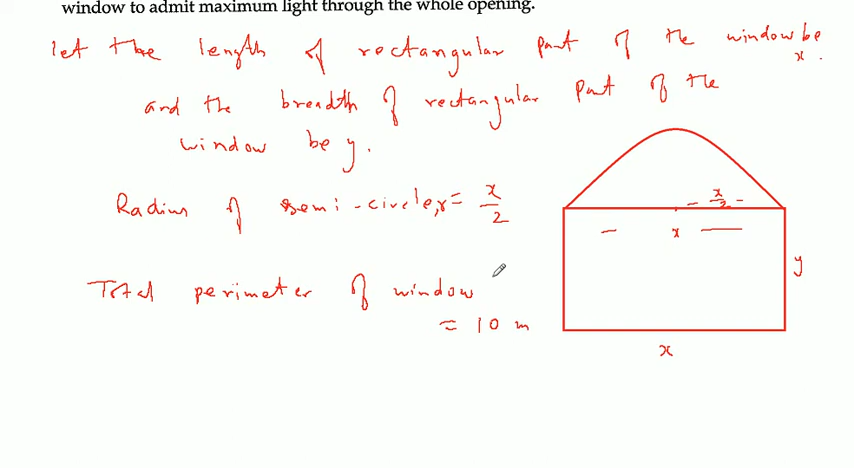 window to admit maximum light through the whole opening.
let the length of rectangular part of the window be x.
and the breadth of rectangular part of the
window be y.
Radius of semi-circle, r = x/2
Total perimeter of window
= 10 m
x/2
x
y
x